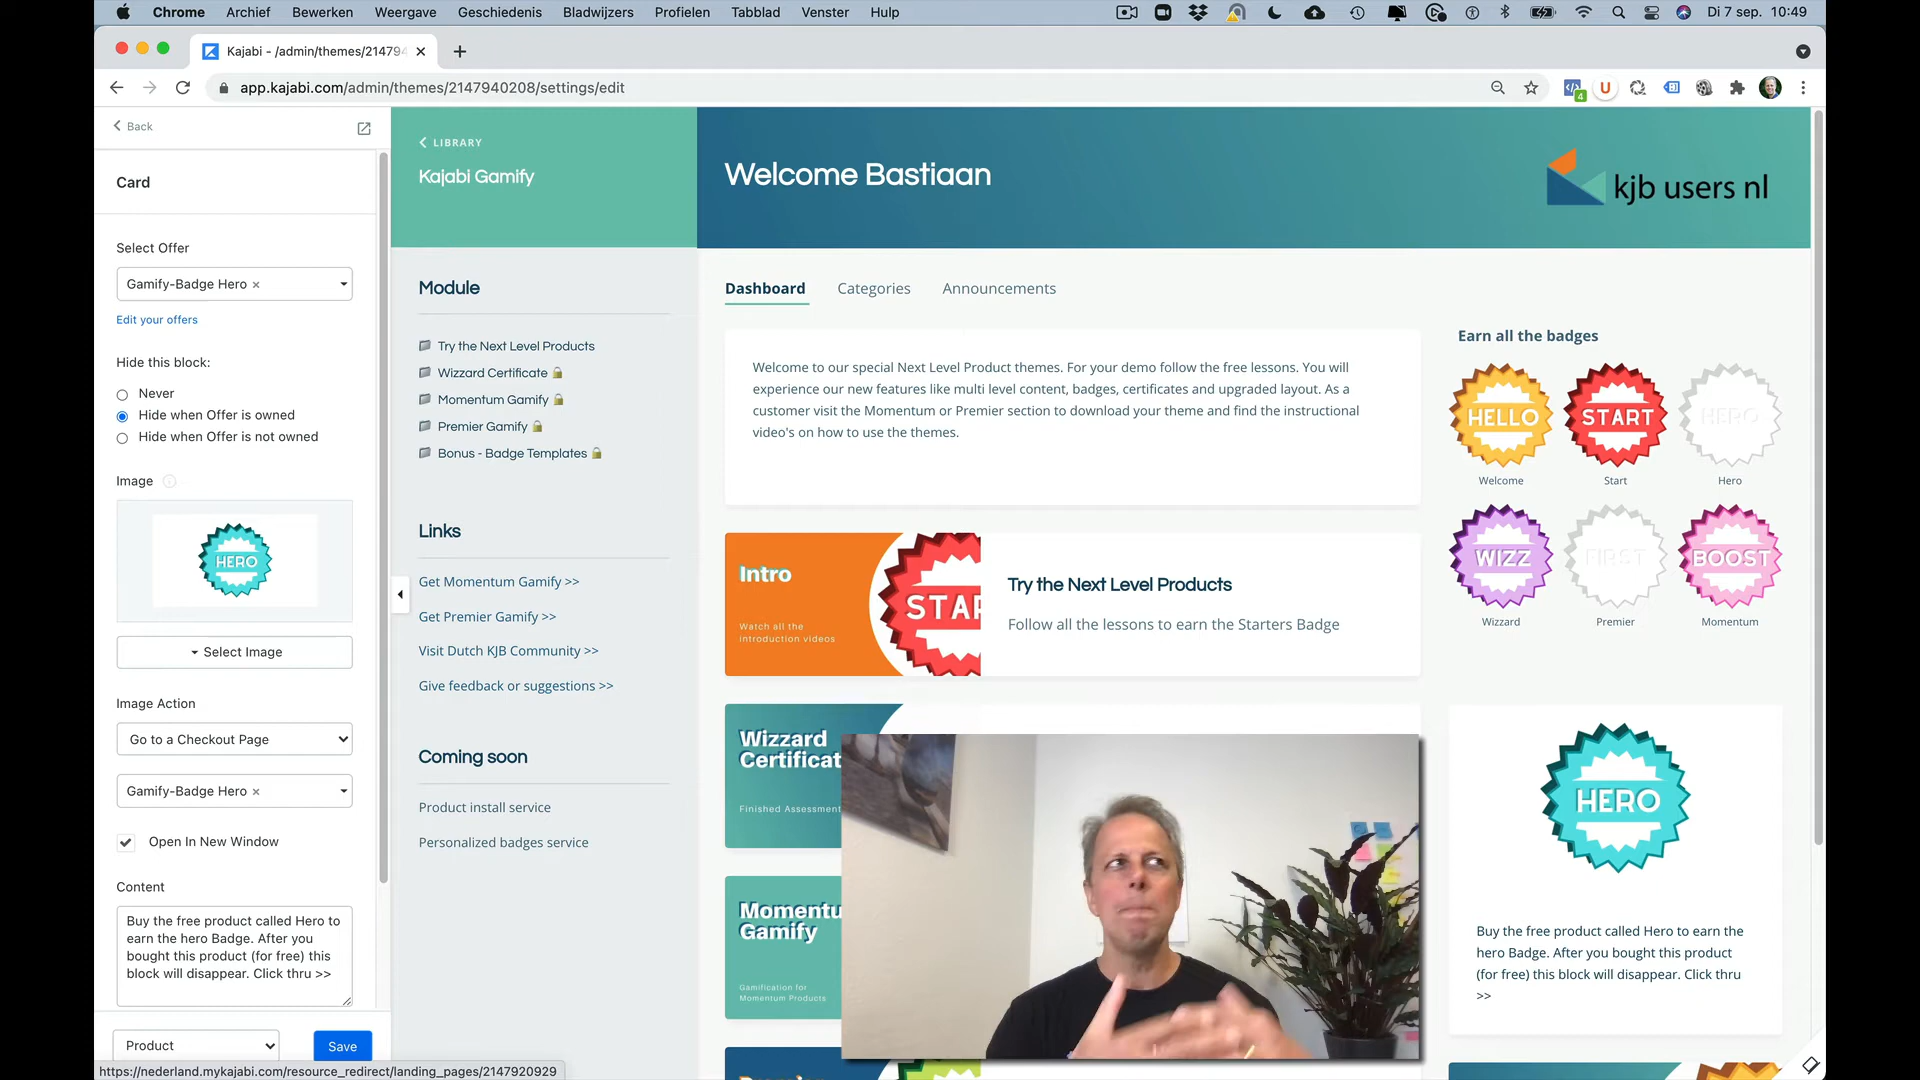 Chrome Archief Bewerken Weergave Geschiedenis Bladwijzers Profielen Tabblad Venster Help Di 7 sep. 10:49
Kajabi - /admin/themes/21479
app.kajabi.com/admin/themes/2147940208/settings/edit
4
U
Back
Card
Select Offer
Gamify-Badge Hero ×
Edit your offers
Hide this block:
Never
Hide when Offer is owned
Hide when Offer is not owned
Image
HERO
Select Image
Image Action
Go to a Checkout Page
Gamify-Badge Hero ×
Open In New Window
Content
Buy the free product called Hero to
earn the hero Badge. After you
bought this product (for free) this
block will disappear. Click thru >>
Product
Save
https://nederland.mykajabi.com/resource_redirect/landing_pages/2147920929
LIBRARY
Kajabi Gamify
Module
Try the Next Level Products
Wizzard Certificate
Momentum Gamify
Premier Gamify
Bonus - Badge Templates
Links
Get Momentum Gamify >>
Get Premier Gamify >>
Visit Dutch KJB Community >>
Give feedback or suggestions >>
Coming soon
Product install service
Personalized badges service
Welcome Bastiaan
kjb users nl
Dashboard Categories Announcements
Welcome to our special Next Level Product themes. For your demo follow the free lessons. You will
experience our new features like multi level content, badges, certificates and upgraded layout. As a
customer visit the Momentum or Premier section to download your theme and find the instructional
video's on how to use the themes.
Intro
Watch all the
introduction videos
STAR
Try the Next Level Products
Follow all the lessons to earn the Starters Badge
Wizzard
Certificat
Finished Assessment
Momentu
Gamify
Gamification for
Momentum Products
Earn all the badges
HELLO START HERO
Welcome Start Hero
WIZZ FIRST BOOST
Wizzard Premier Momentum
HERO
Buy the free product called Hero to earn the
hero Badge. After you bought this product
(for free) this block will disappear. Click thru
>>